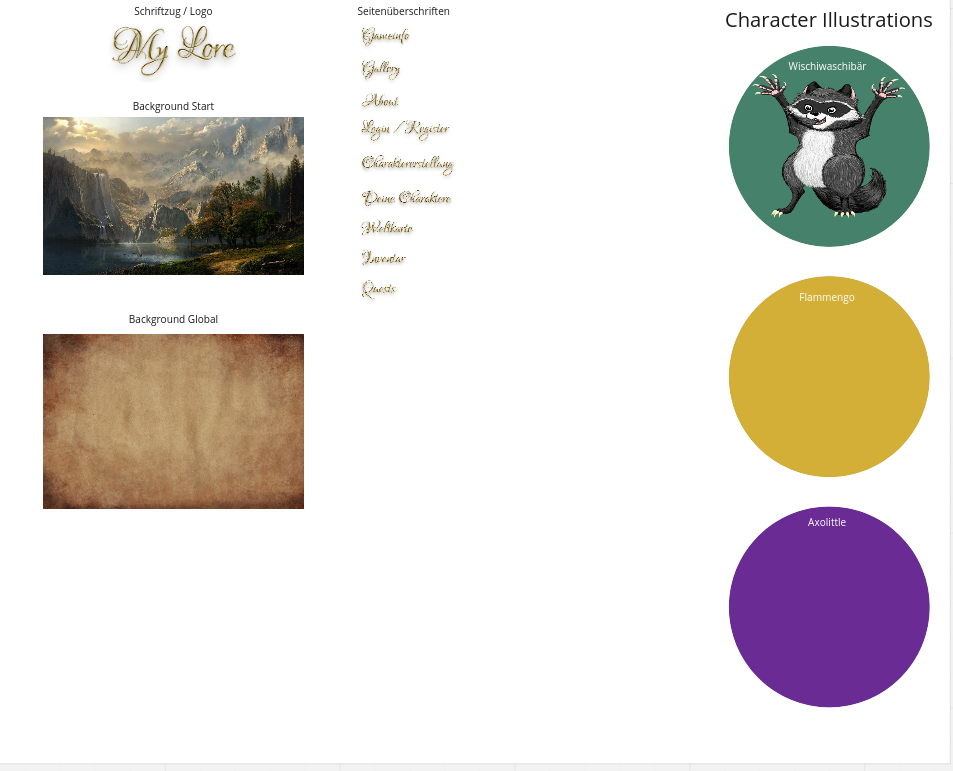 Schriftzug / Logo
My Lore
Background Start
Background Global
Seitenüberschriften
Gameinfo
Gallery
About
Login / Register
Charaktererstellung
Deine Charaktere
Weltkarte
Inventar
Quests
Character Illustrations
Wischiwaschibär
Flammengo
Axolittle